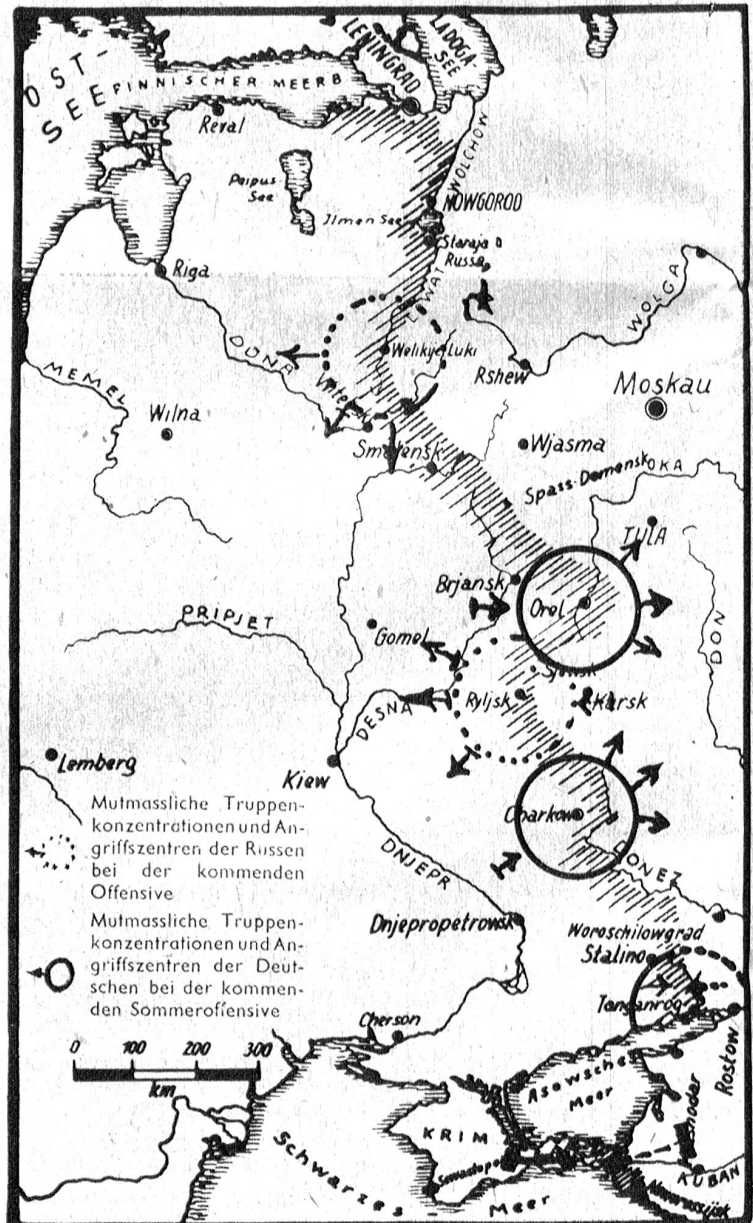 OST-
SEE
FINNISCHER MEERB
LENINGRAD
LADOGA
SEE
Reval
WOLCHOW
Peipus
See
NOWGOROD
Ilmen See
Staraja
Russa
Riga
LOWAT
WOLGA
DÜNA
Welikije Luki
Rshew
MEMEL
Moskau
Witebsk
Wilna
Smolensk
Wjasma
Spass-Demensk
OKA
TULA
Brjansk
Orel
PRIPJET
Gomel
DON
DESNA
Ryljsk
Kursk
Lemberg
Kiew
Mutmassliche Truppen-
konzentrationen und An-
griffszentren der Russen
bei der kommenden
Offensive
Charkow
DNJEPR
DONEZ
Mutmassliche Truppen-
konzentrationen und An-
griffszentren der Deut-
schen bei der kommen-
den Sommeroffensive
Dnjepropetrowsk
Woroschilowgrad
Stalino
Tanganrog
Cherson
0 100 200 300
km
Rostow
Asowsches
Meer
KRIM
Sewastopol
KUBAN
Schwarzes -
Meer
Noworossijsk